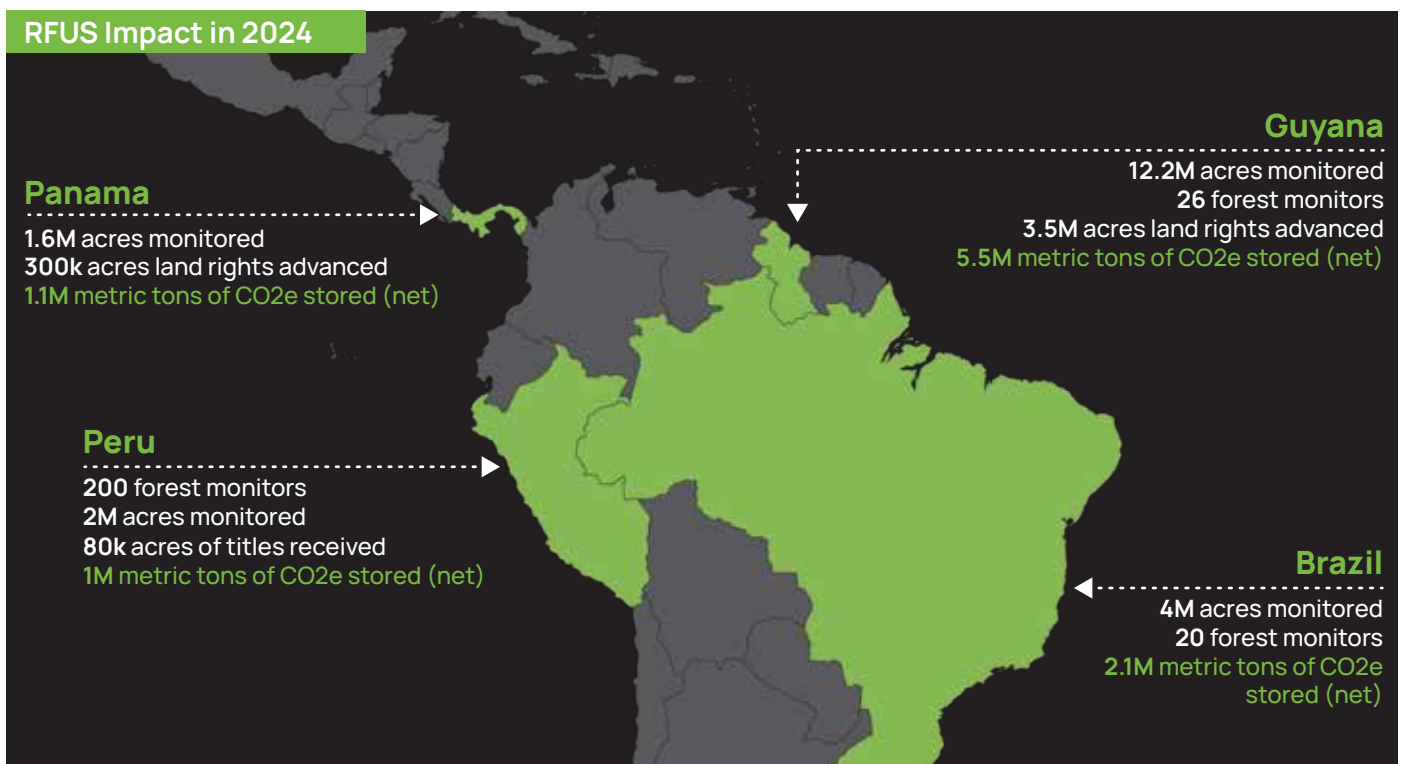 RFUS Impact in 2024
Guyana
12.2M acres monitored
26 forest monitors
3.5M acres land rights advanced
5.5M metric tons of CO2e stored (net)
Panama
1.6M acres monitored
300k acres land rights advanced
1.1M metric tons of CO2e stored (net)
Peru
200 forest monitors
2M acres monitored
80k acres of titles received
1M metric tons of CO2e stored (net)
Brazil
4M acres monitored
20 forest monitors
2.1M metric tons of CO2e
stored (net)